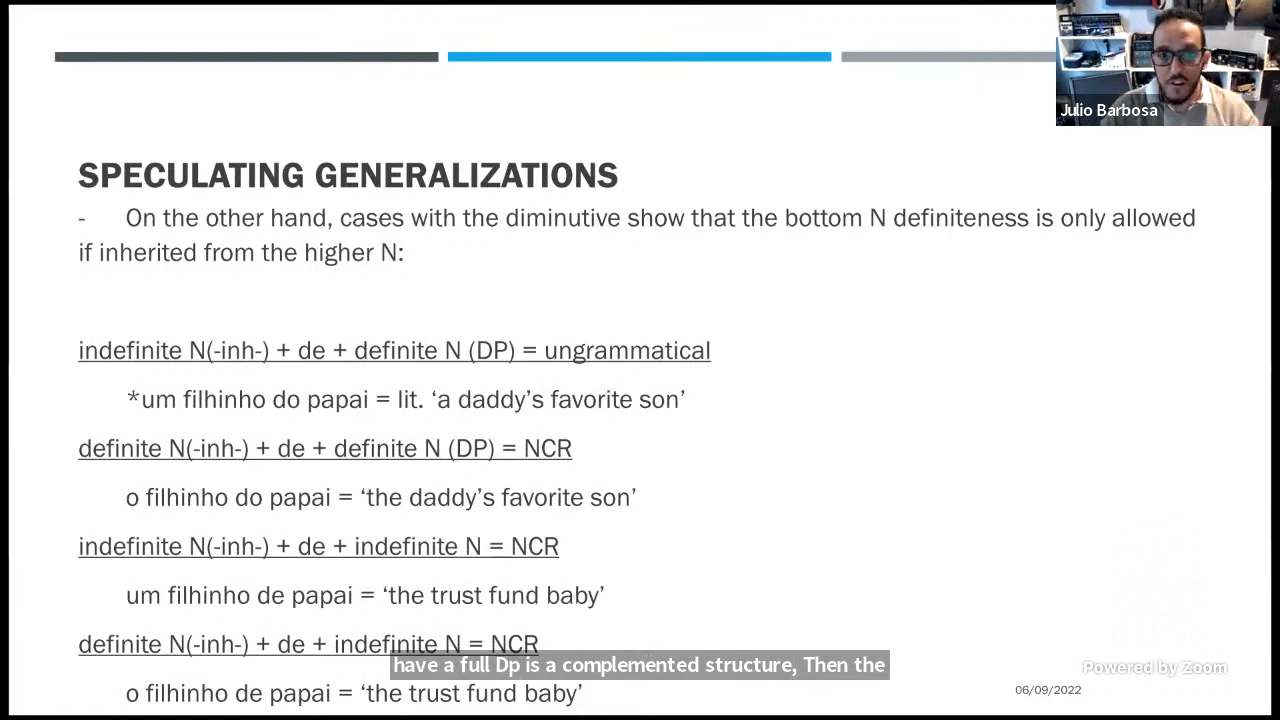 Julio Barbosa
SPECULATING GENERALIZATIONS
- On the other hand, cases with the diminutive show that the bottom N definiteness is only allowed
if inherited from the higher N:
indefinite N(-inh-) + de + definite N (DP) = ungrammatical
*um filhinho do papai = lit. ‘a daddy’s favorite son’
definite N(-inh-) + de + definite N (DP) = NCR
o filhinho do papai = ‘the daddy’s favorite son’
indefinite N(-inh-) + de + indefinite N = NCR
um filhinho de papai = ‘the trust fund baby’
definite N(-inh-) + de + indefinite N = NCR
have a full Dp is a complemented structure, Then the
Powered by Zoom
o filhinho de papai = ‘the trust fund baby’
06/09/2022